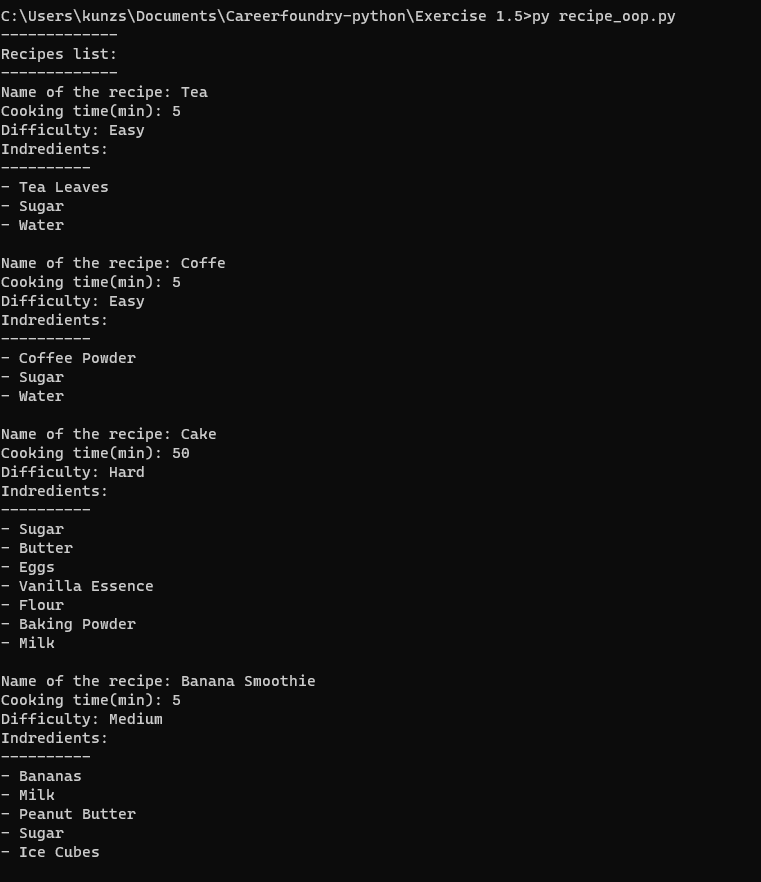 C:\Users\kunzs\Documents\Careerfoundry-python\Exercise 1.5>py recipe_oop.py
-------------
Recipes list:
-------------
Name of the recipe: Tea
Cooking time(min): 5
Difficulty: Easy
Indredients:
----------
- Tea Leaves
- Sugar
- Water

Name of the recipe: Coffe
Cooking time(min): 5
Difficulty: Easy
Indredients:
----------
- Coffee Powder
- Sugar
- Water

Name of the recipe: Cake
Cooking time(min): 50
Difficulty: Hard
Indredients:
----------
- Sugar
- Butter
- Eggs
- Vanilla Essence
- Flour
- Baking Powder
- Milk

Name of the recipe: Banana Smoothie
Cooking time(min): 5
Difficulty: Medium
Indredients:
----------
- Bananas
- Milk
- Peanut Butter
- Sugar
- Ice Cubes